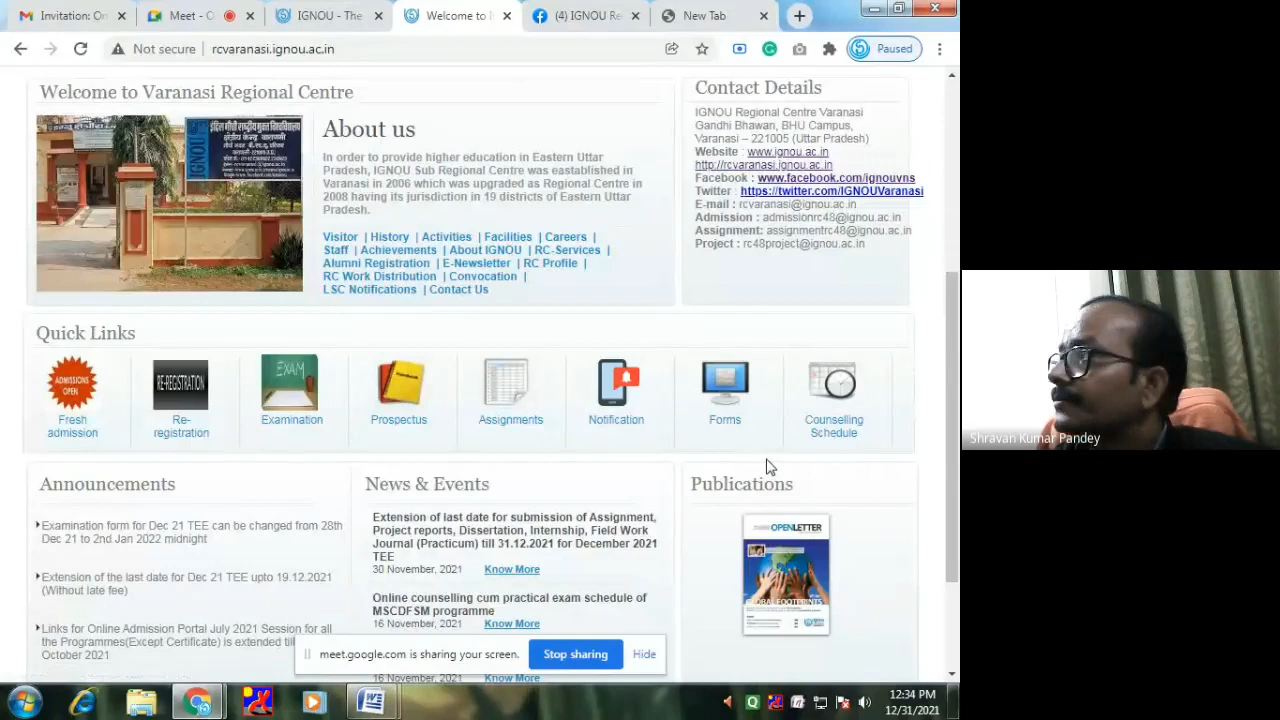 Invitation: On
Meet - C
IGNOU - The
Welcome to I
(4) IGNOU Re
New Tab
Not secure
rcvaranasi.ignou.ac.in
Paused
Welcome to Varanasi Regional Centre
IGNOU
About us
In order to provide higher education in Eastern Uttar
Pradesh, IGNOU Sub Regional Centre was eastablished in
Varanasi in 2006 which was upgraded as Regional Centre in
2008 having its jurisdiction in 19 districts of Eastern Uttar
Pradesh.
Visitor | History | Activities | Facilities | Careers |
Staff | Achievements | About IGNOU | RC-Services |
Alumni Registration | E-Newsletter | RC Profile |
RC Work Distribution | Convocation |
LSC Notifications | Contact Us
Contact Details
IGNOU Regional Centre Varanasi
Gandhi Bhawan, BHU Campus,
Varanasi – 221005 (Uttar Pradesh)
Website : www.ignou.ac.in
http://rcvaranasi.ignou.ac.in
Facebook : www.facebook.com/ignouvns
Twitter : https://twitter.com/IGNOUVaranasi
E-mail : rcvaranasi@ignou.ac.in
Admission : admissionrc48@ignou.ac.in
Assignment: assignmentrc48@ignou.ac.in
Project : rc48project@ignou.ac.in
Quick Links
ADMISSIONS
OPEN
RE-REGISTRATION
EXAM
Handbook
Fresh
admission
Re-
registration
Examination
Prospectus
Assignments
Notification
Forms
Counselling
Schedule
Announcements
Examination form for Dec 21 TEE can be changed from 28th
Dec 21 to 2nd Jan 2022 midnight
Extension of the last date for Dec 21 TEE upto 19.12.2021
(Without late fee)
Links for Online Admission Portal July 2021 Session for all
the Programmes(Except Certificate) is extended till
October 2021
News & Events
Extension of last date for submission of Assignment,
Project reports, Dissertation, Internship, Field Work
Journal (Practicum) till 31.12.2021 for December 2021
TEE
30 November, 2021 Know More
Online counselling cum practical exam schedule of
MSCDFSM programme
16 November, 2021 Know More
16 November, 2021 Know More
Publications
OPENLETTER
GLOBAL FOOTPRINTS
meet.google.com is sharing your screen.
Stop sharing
Hide
12:34 PM
12/31/2021
Shravan Kumar Pandey